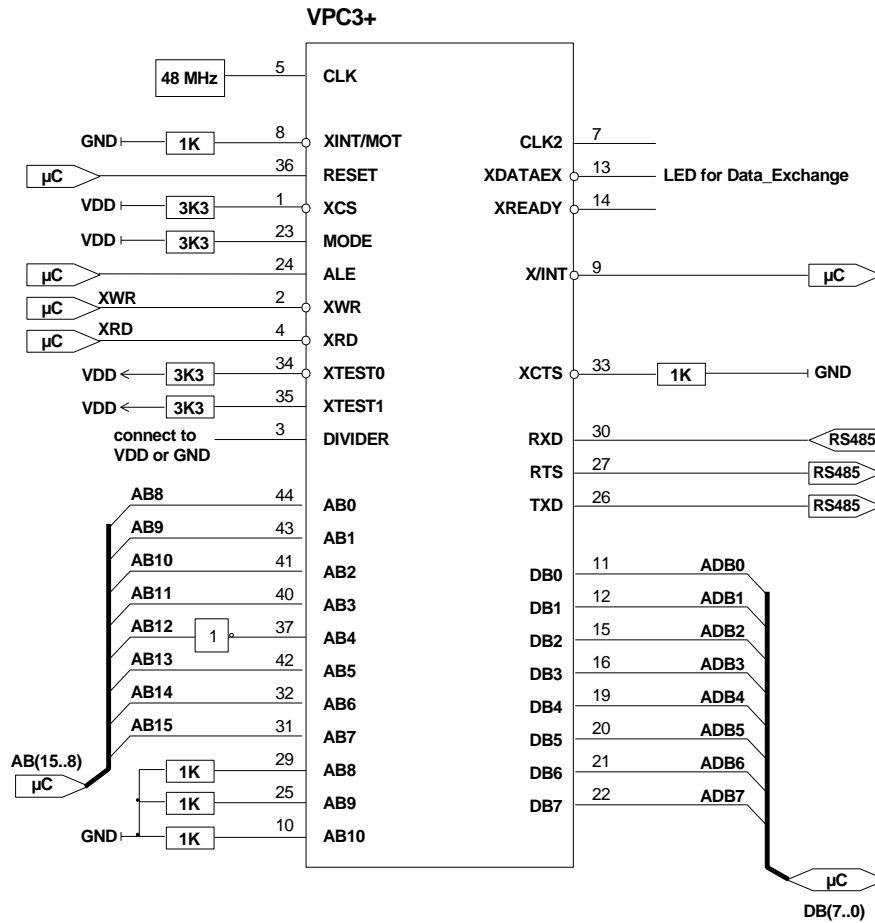 VPC3+
48 MHz 5 CLK
GND 1K 8 XINT/MOT CLK2 7
µC 36 RESET XDATAEX 13 LED for Data_Exchange
VDD 3K3 1 XCS XREADY 14
VDD 3K3 23 MODE
µC 24 ALE X/INT 9 µC
µC XWR 2 XWR
µC XRD 4 XRD
VDD 3K3 34 XTEST0 XCTS 33 1K GND
VDD 3K3 35 XTEST1
connect to
VDD or GND 3 DIVIDER RXD 30 RS485
RTS 27 RS485
AB8 44 AB0 TXD 26 RS485
AB9 43 AB1
AB10 41 AB2 DB0 11 ADB0
AB11 40 AB3 DB1 12 ADB1
AB12 1 37 AB4 DB2 15 ADB2
AB13 42 AB5 DB3 16 ADB3
AB14 32 AB6 DB4 19 ADB4
AB15 31 AB7 DB5 20 ADB5
AB(15..8) 1K 29 AB8 DB6 21 ADB6
µC 1K 25 AB9 DB7 22 ADB7
GND 1K 10 AB10
µC
DB(7..0)